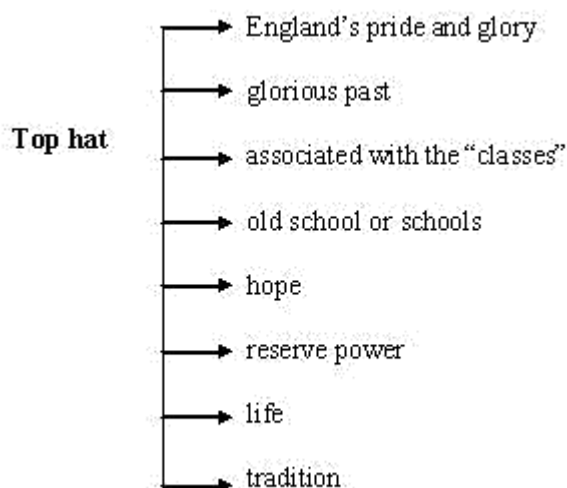 England’s pride and glory
glorious past
Top hat
associated with the “classes”
old school or schools
hope
reserve power
life
tradition